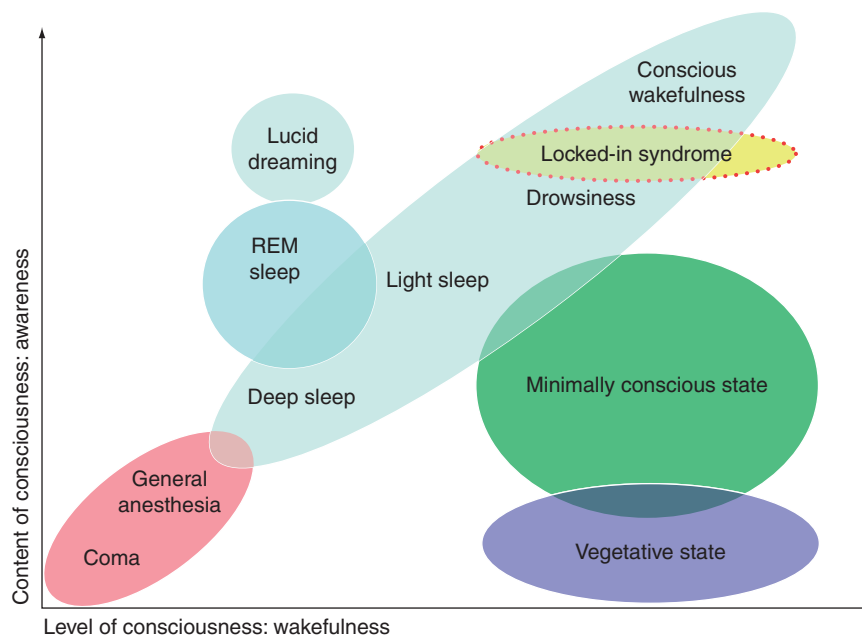 Content of consciousness: awareness
Conscious
wakefulness
Lucid
dreaming
Locked-in syndrome
Drowsiness
REM
sleep
Light sleep
Minimally conscious state
Deep sleep
General
anesthesia
Coma
Vegetative state
Level of consciousness: wakefulness